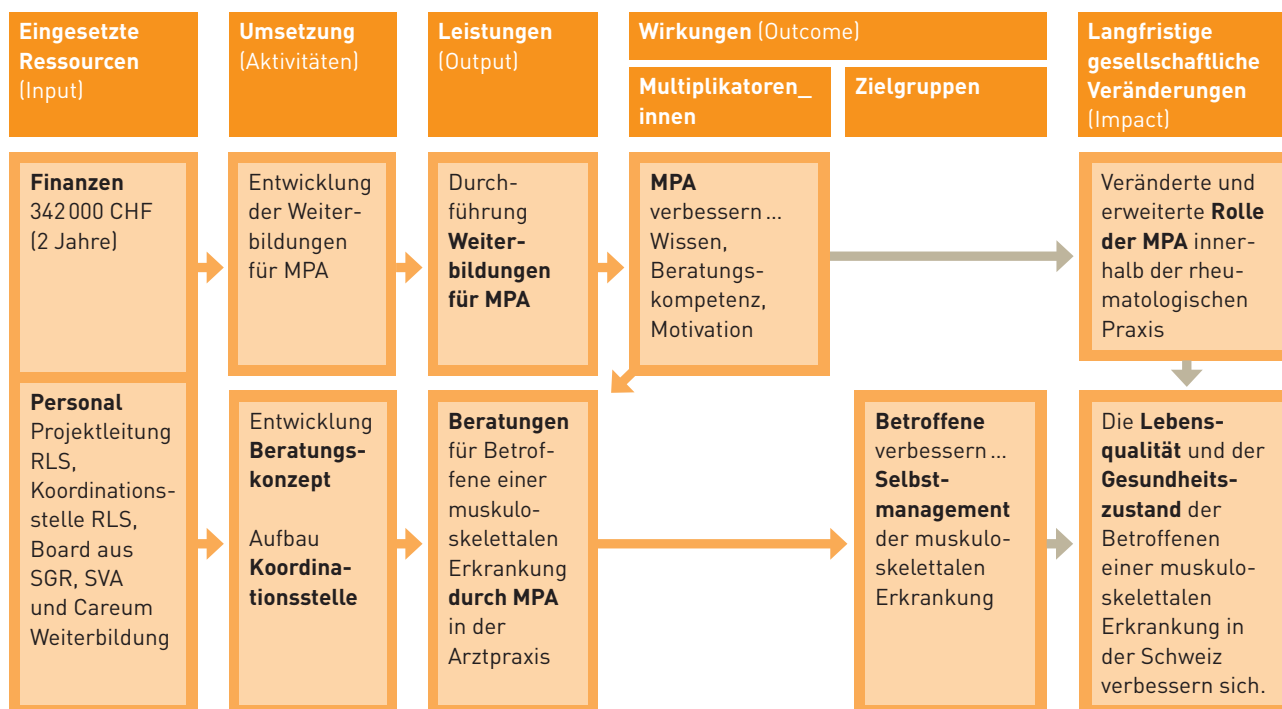 Eingesetzte
Ressourcen
(Input)
Umsetzung
(Aktivitäten)
Leistungen
(Output)
Wirkungen (Outcome)
Multiplikatoren_
innen
Zielgruppen
Langfristige
gesellschaftliche
Veränderungen
(Impact)
Finanzen
342 000 CHF
(2 Jahre)
Entwicklung
der Weiter-
bildungen
für MPA
Durch-
führung
Weiter-
bildungen
für MPA
MPA
verbessern ...
Wissen,
Beratungs-
kompetenz,
Motivation
Veränderte und
erweiterte Rolle
der MPA inner-
halb der rheu-
matologischen
Praxis
Personal
Projektleitung
RLS,
Koordinations-
stelle RLS,
Board aus
SGR, SVA
und Careum
Weiterbildung
Entwicklung
Beratungs-
konzept
Aufbau
Koordina-
tionsstelle
Beratungen
für Betrof-
fene einer
muskulo-
skelettalen
Erkrankung
durch MPA
in der
Arztpraxis
Betroffene
verbessern ...
Selbst-
management
der muskulo-
skelettalen
Erkrankung
Die Lebens-
qualität und der
Gesundheits-
zustand der
Betroffenen
einer muskulo-
skelettalen
Erkrankung in
der Schweiz
verbessern sich.